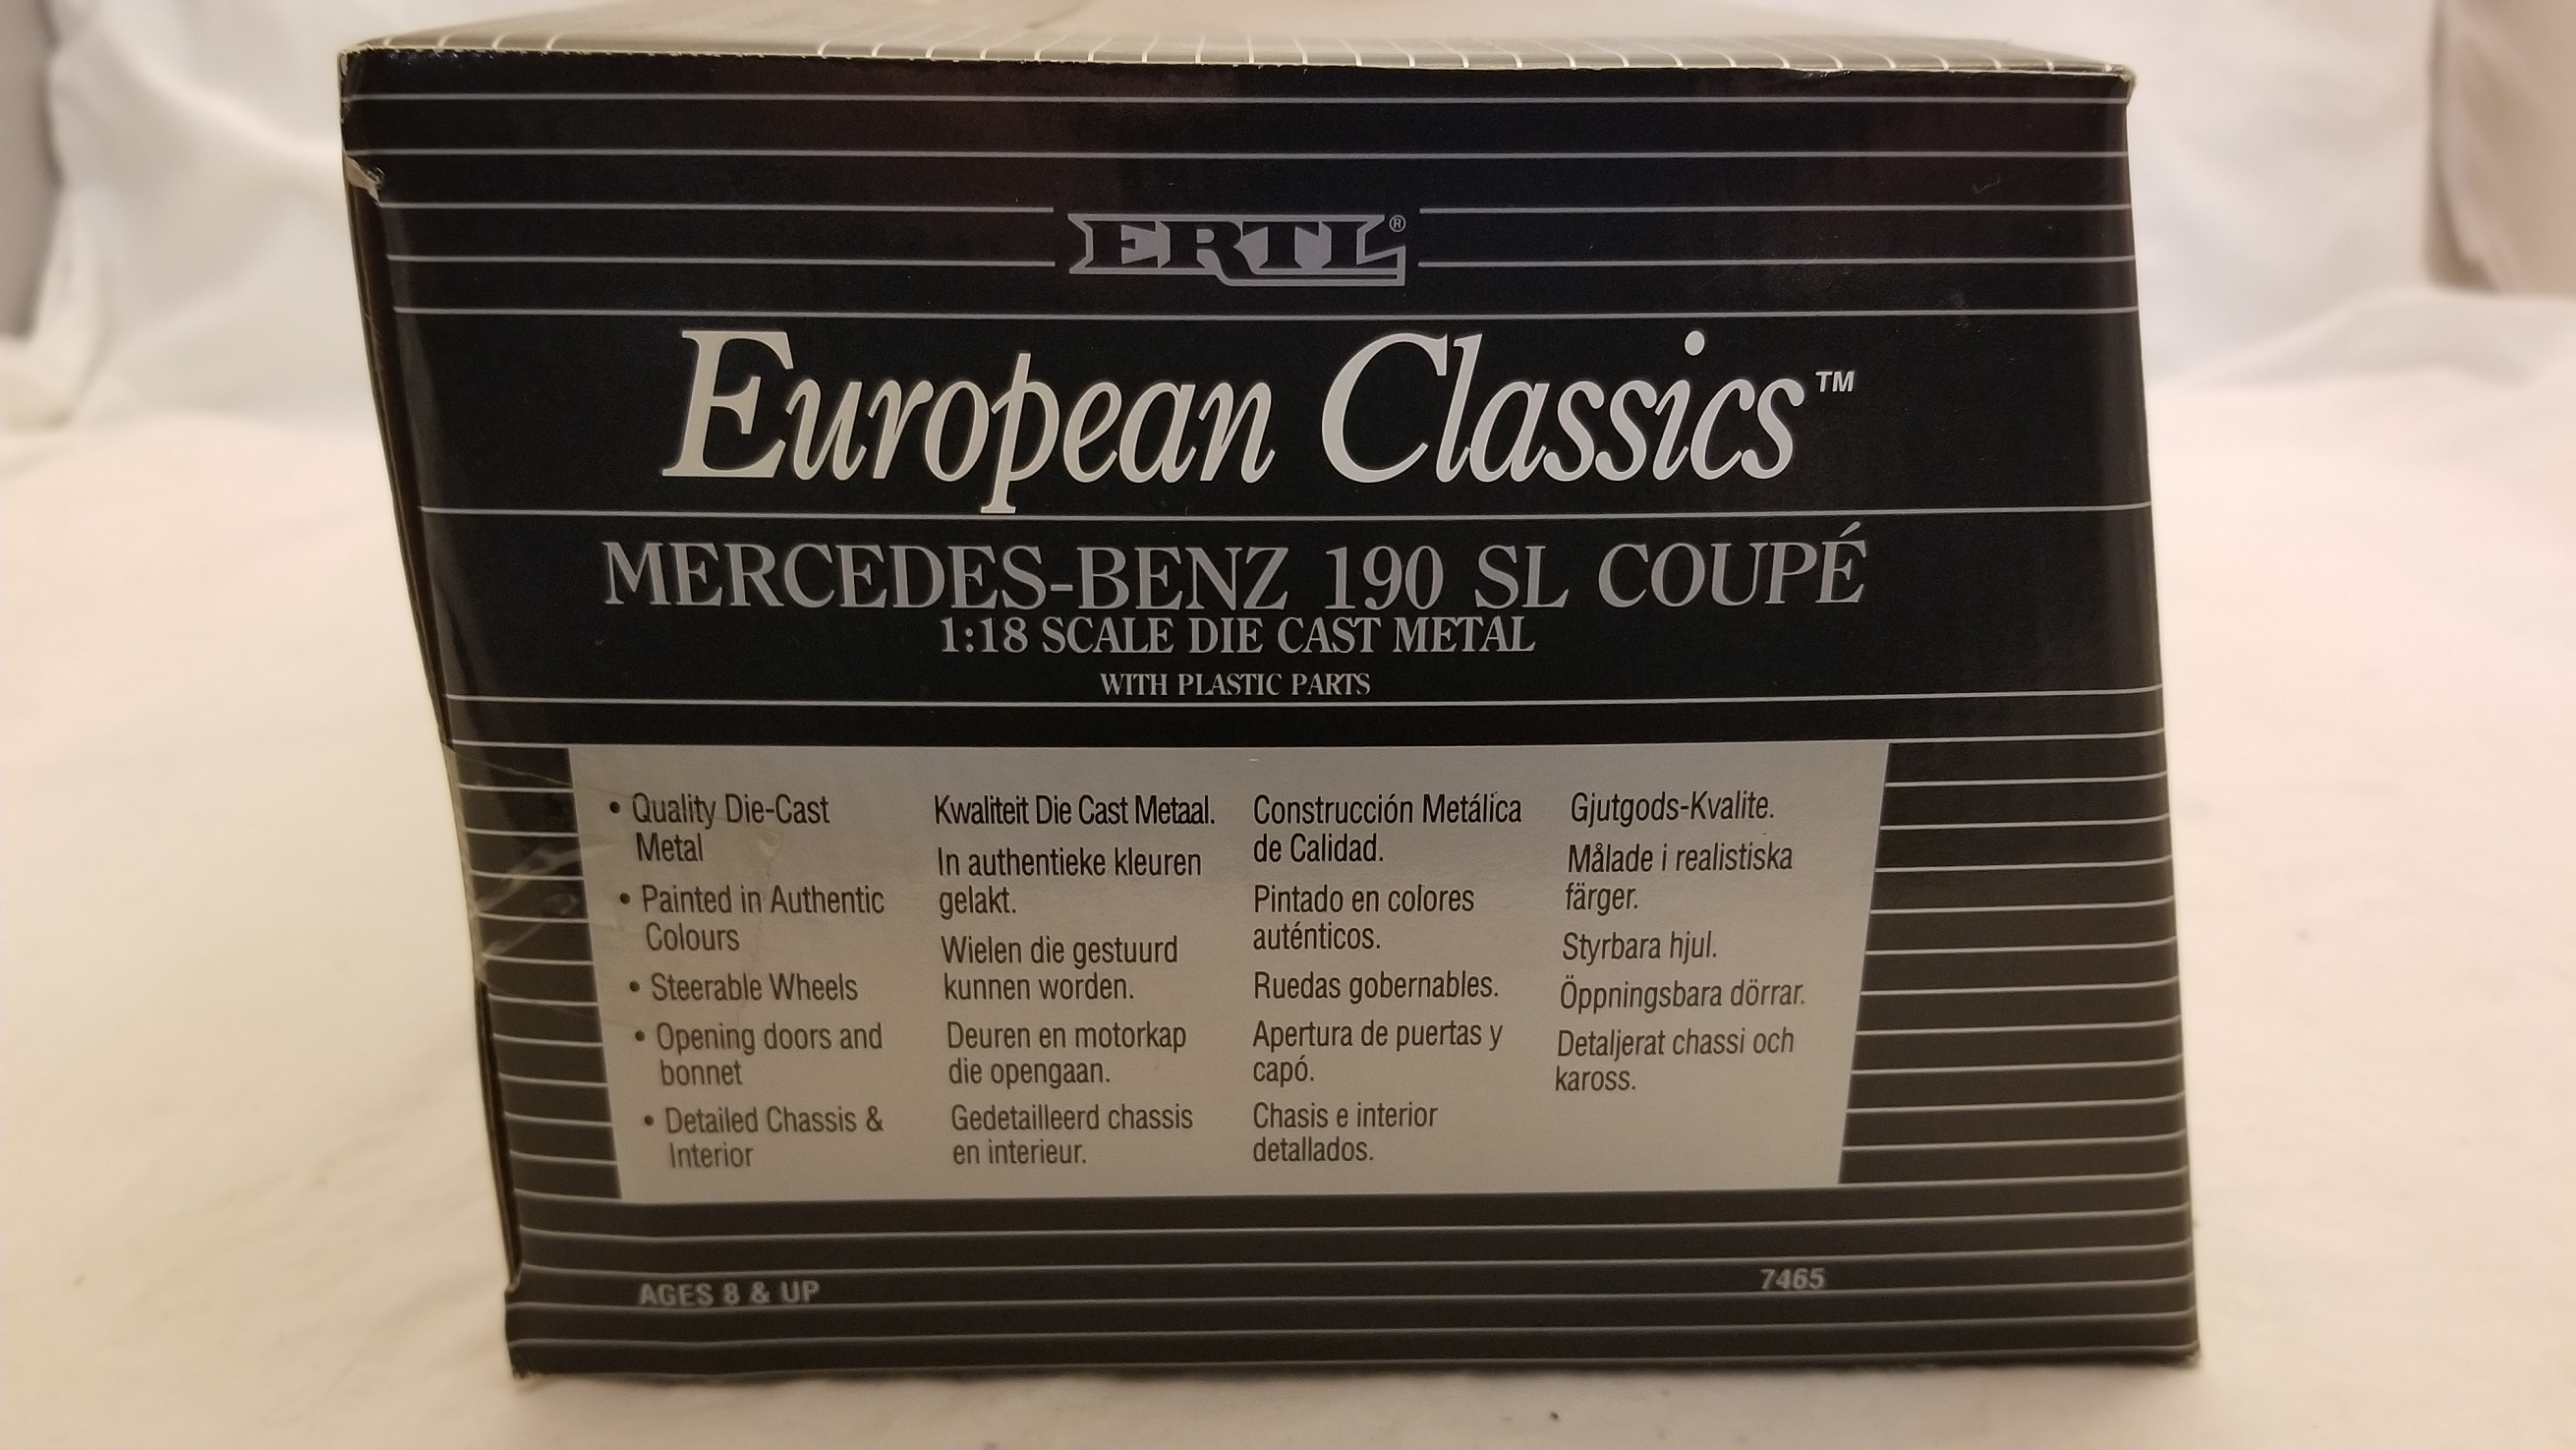 ERTL®
European Classics™
MERCEDES-BENZ 190 SL COUPÉ
1:18 SCALE DIE CAST METAL
WITH PLASTIC PARTS
• Quality Die-Cast
Metal
• Painted in Authentic
Colours
• Steerable Wheels
• Opening doors and
bonnet
• Detailed Chassis &
Interior
Kwaliteit Die Cast Metaal.
In authentieke kleuren
gelakt.
Wielen die gestuurd
kunnen worden.
Deuren en motorkap
die opengaan.
Gedetailleerd chassis
en interieur.
Construcción Metálica
de Calidad.
Pintado en colores
auténticos.
Ruedas gobernables.
Apertura de puertas y
capó.
Chasis e interior
detallados.
Gjutgods-Kvalite.
Målade i realistiska
färger.
Styrbara hjul.
Öppningsbara dörrar.
Detaljerat chassi och
kaross.
AGES 8 & UP
7465